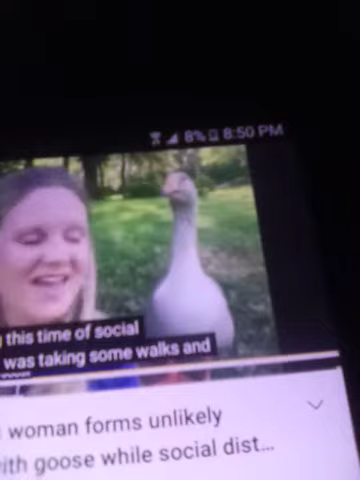 8% 8:50 PM
this time of social
was taking some walks and
woman forms unlikely
ith goose while social dist...